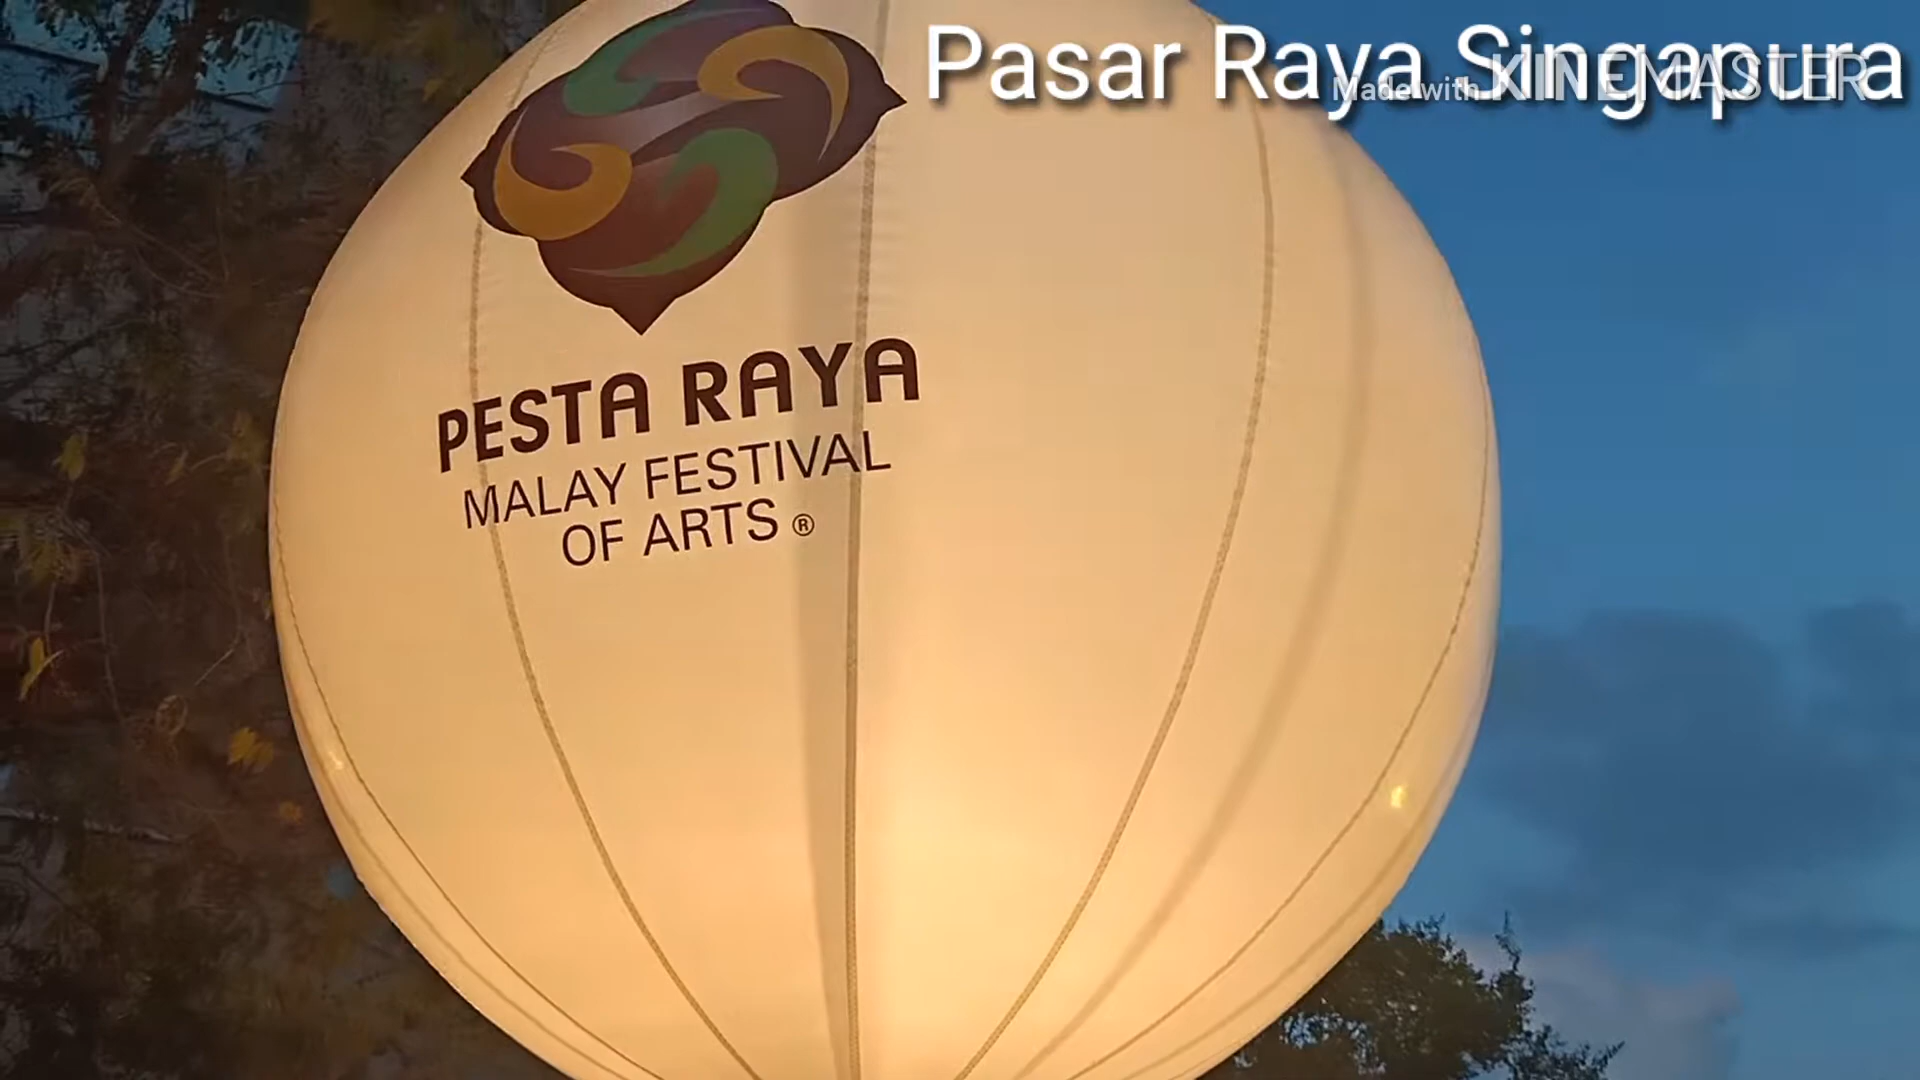 Pasar Raya Singapura
Made with KINEMASTER
PESTA RAYA
MALAY FESTIVAL
OF ARTS ®